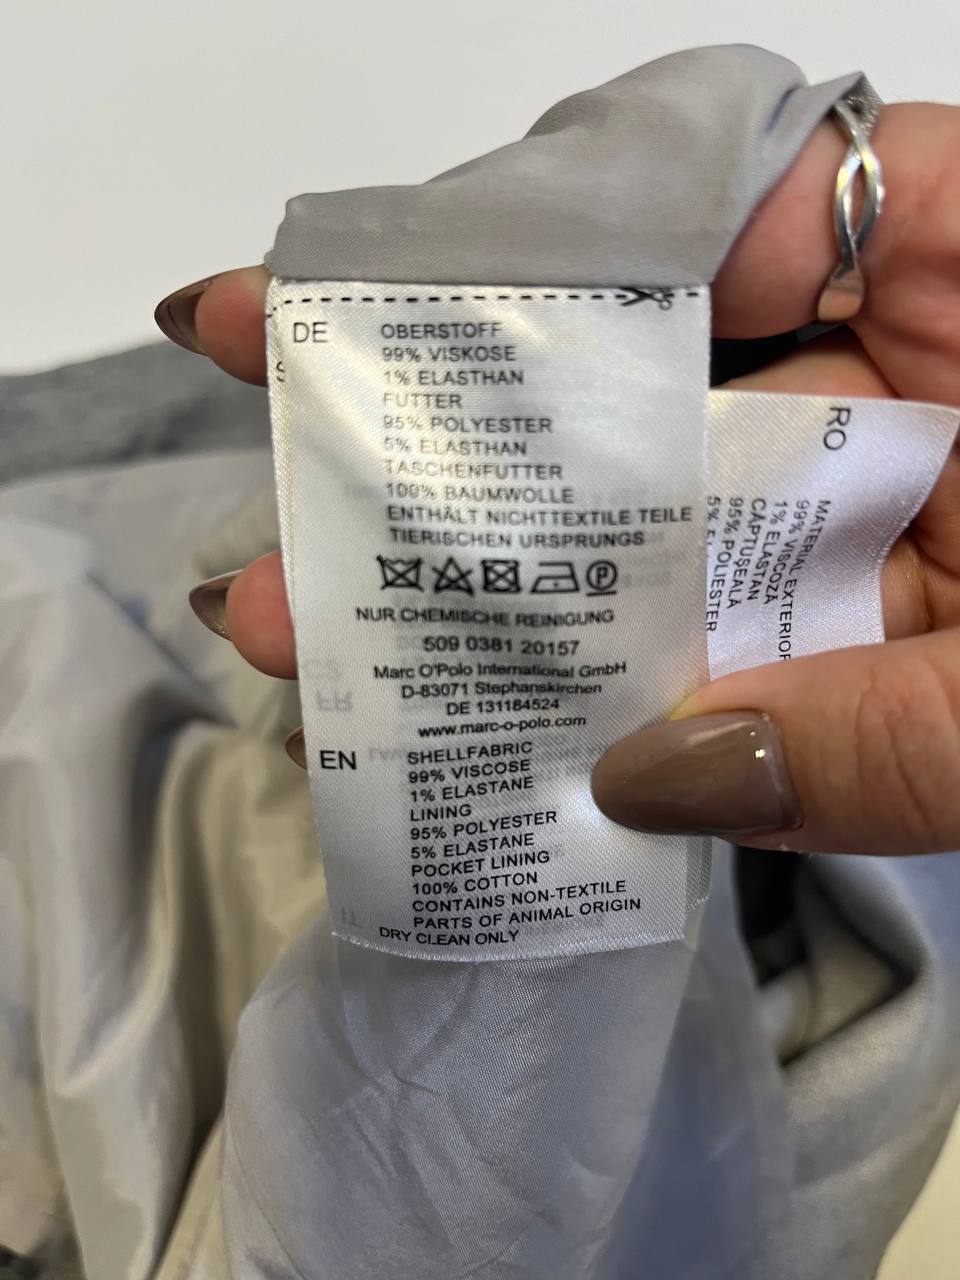 DE
OBERSTOFF
99% VISKOSE
1% ELASTHAN
FUTTER
95% POLYESTER
5% ELASTHAN
TASCHENFUTTER
100% BAUMWOLLE
ENTHÄLT NICHTTEXTILE TEILE
TIERISCHEN URSPRUNGS
P
NUR CHEMISCHE REINIGUNG
509 0381 20157
Marc O'Polo International GmbH
D-83071 Stephanskirchen
DE 131184524
www.marc-o-polo.com
EN
SHELLFABRIC
99% VISCOSE
1% ELASTANE
LINING
95% POLYESTER
5% ELASTANE
POCKET LINING
100% COTTON
CONTAINS NON-TEXTILE
PARTS OF ANIMAL ORIGIN
DRY CLEAN ONLY
RO
MATERIAL EXTERIOR
99% VISCOZĂ
1% ELASTAN
CĂPTUŞEALĂ
95% POLIESTER
5%